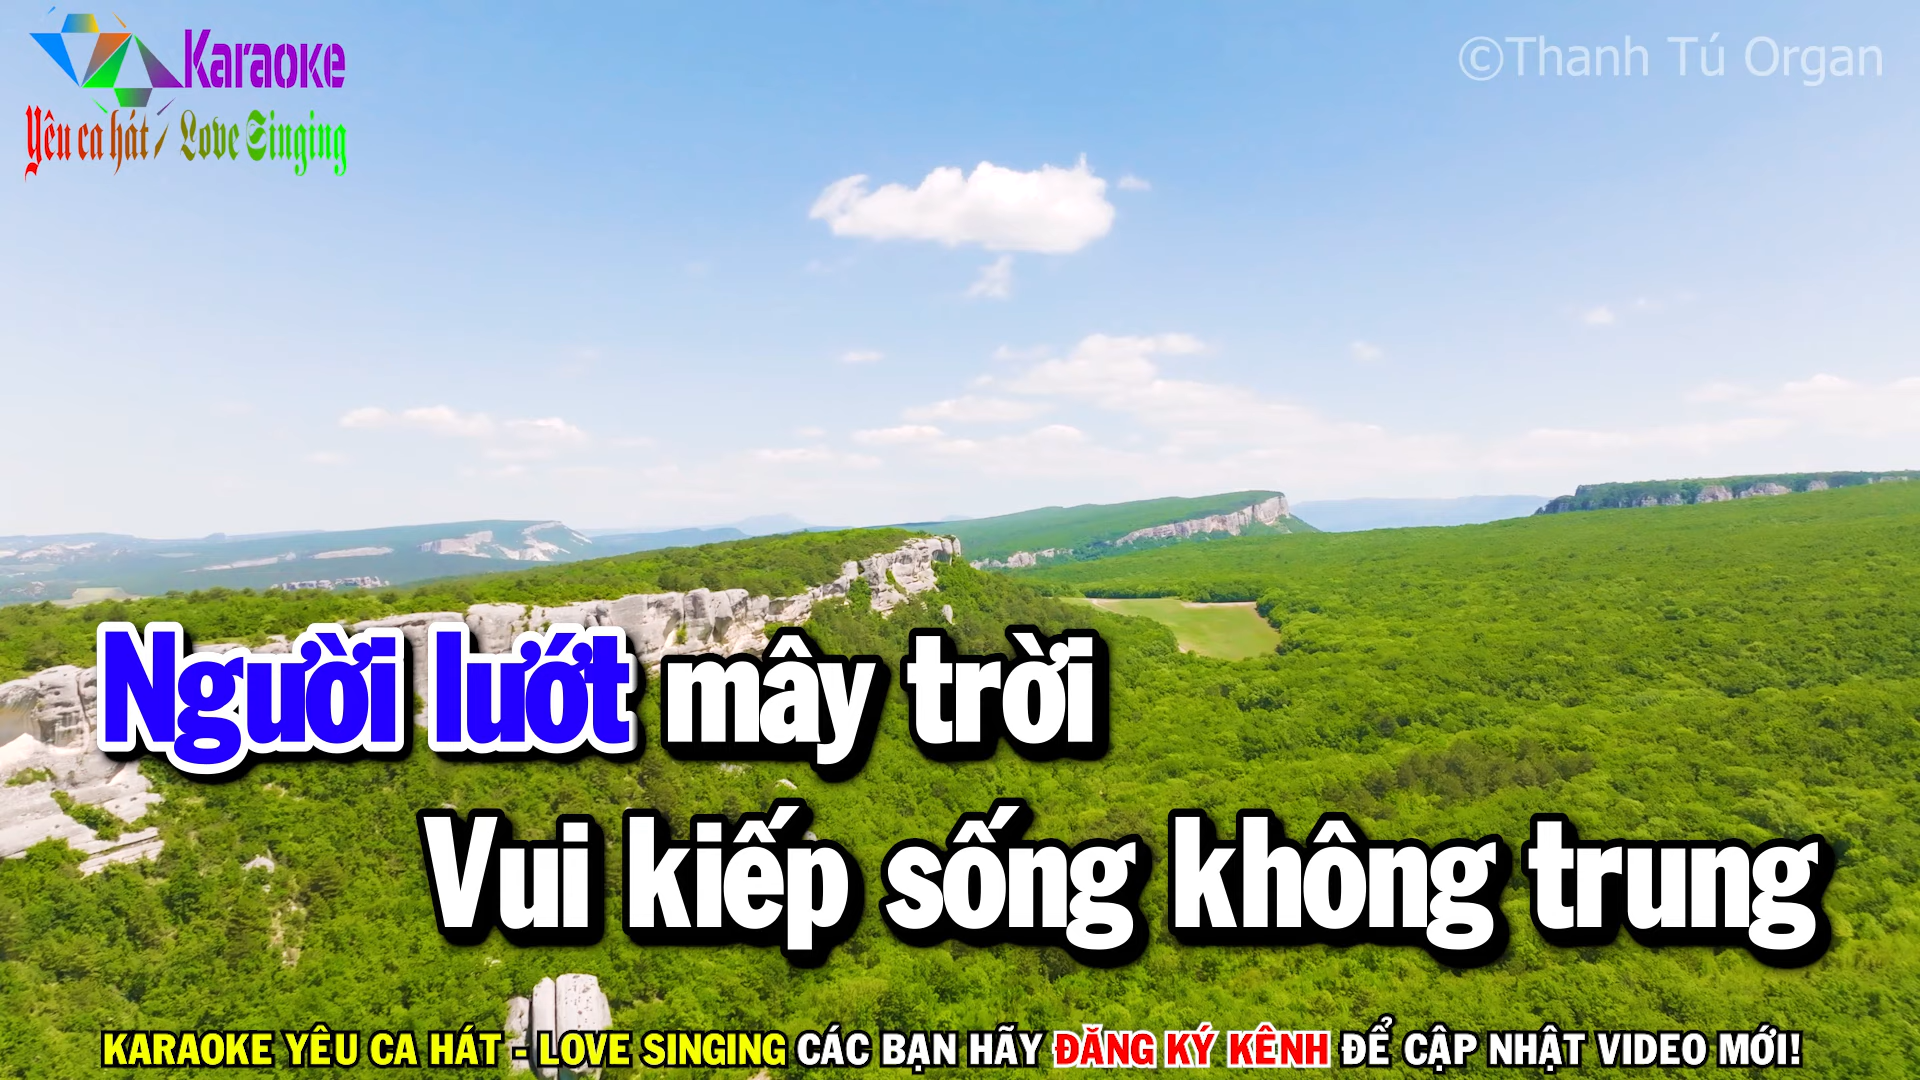 Karaoke
Yêu ca hát / Love Singing
©Thanh Tú Organ
Người lướt mây trời
Vui kiếp sống không trung
KARAOKE YÊU CA HÁT - LOVE SINGING CÁC BẠN HÃY ĐĂNG KÝ KÊNH ĐỂ CẬP NHẬT VIDEO MỚI!